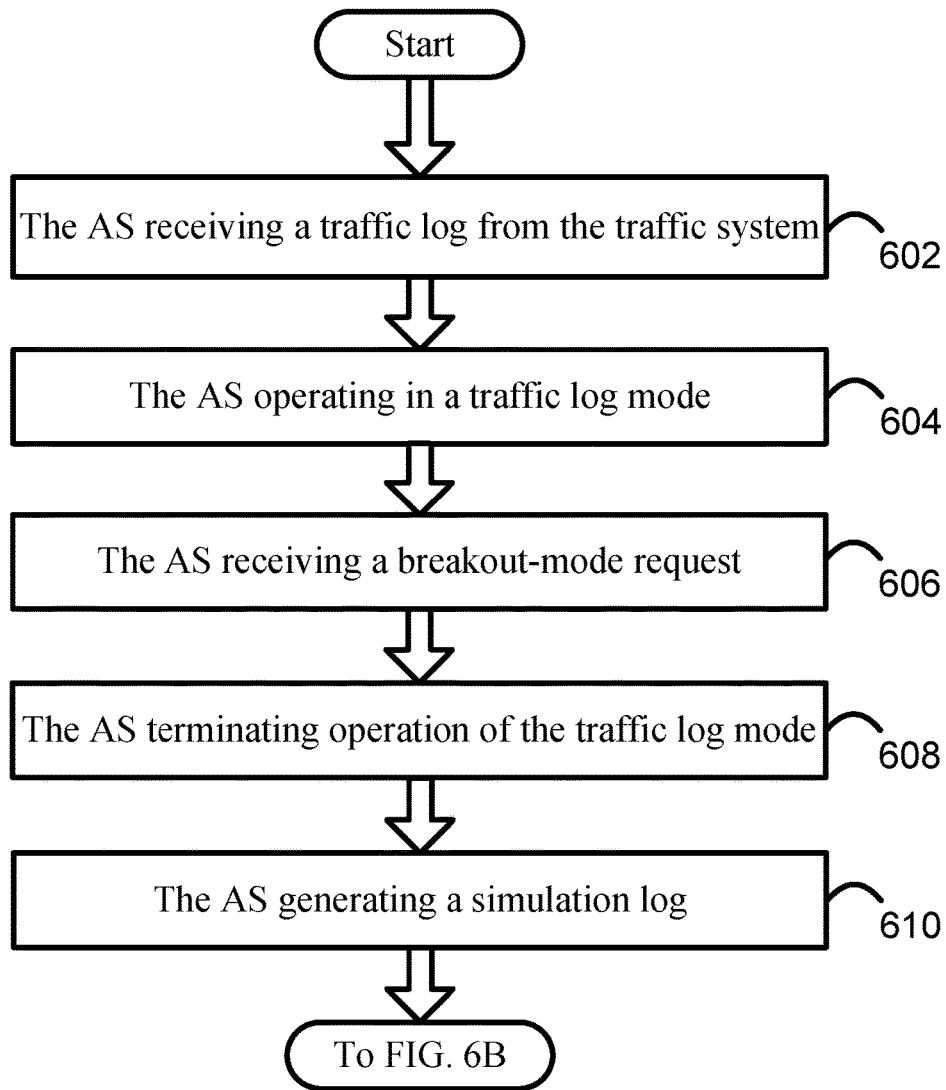 Start
The AS receiving a traffic log from the traffic system
602
The AS operating in a traffic log mode
604
The AS receiving a breakout-mode request
606
The AS terminating operation of the traffic log mode
608
The AS generating a simulation log
610
To FIG. 6B